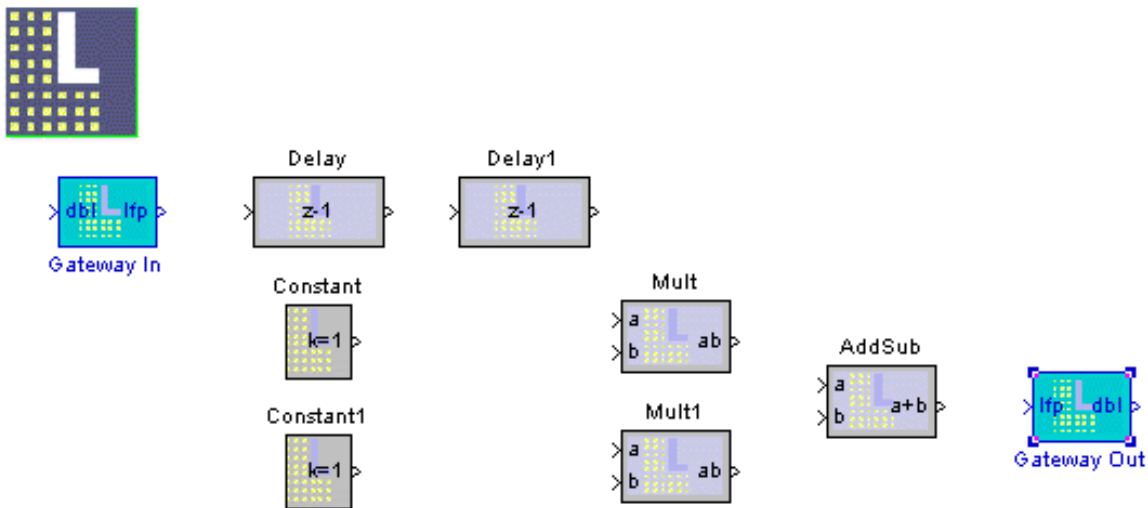 Delay
Delay1
dbl lfp
z-1
z-1
Gateway In
Constant
Mult
k=1
a
ab
b
AddSub
a
a+b
b
lfp dbl
Constant1
Mult1
k=1
a
ab
b
Gateway Out